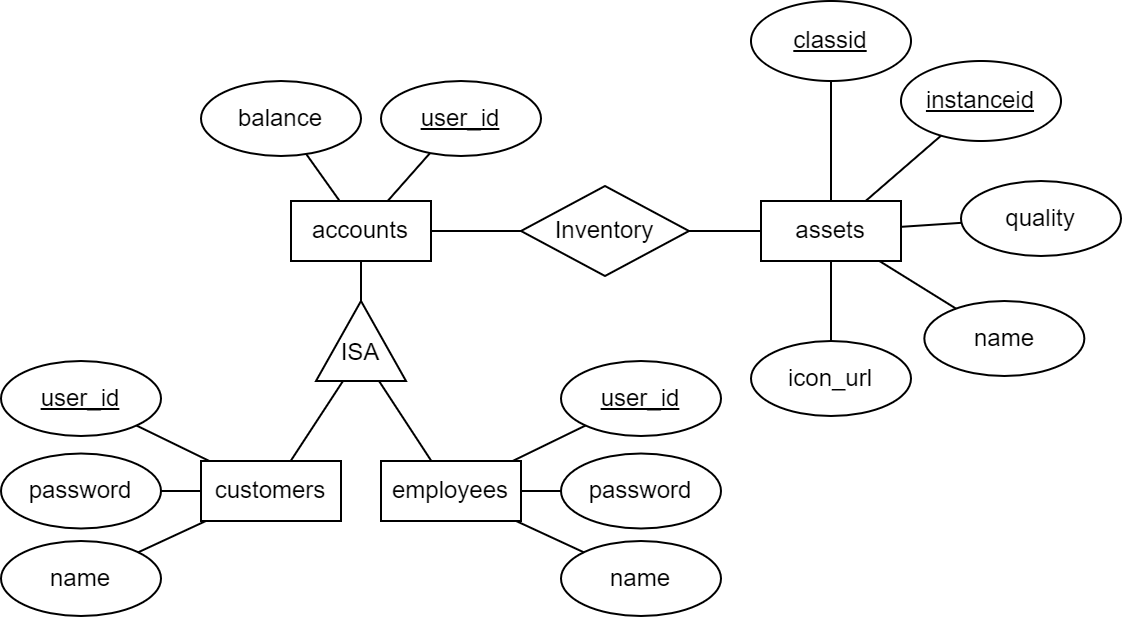 classid
instanceid
balance
user_id
quality
accounts
Inventory
assets
name
ISA
icon_url
user_id
user_id
password
customers
employees
password
name
name